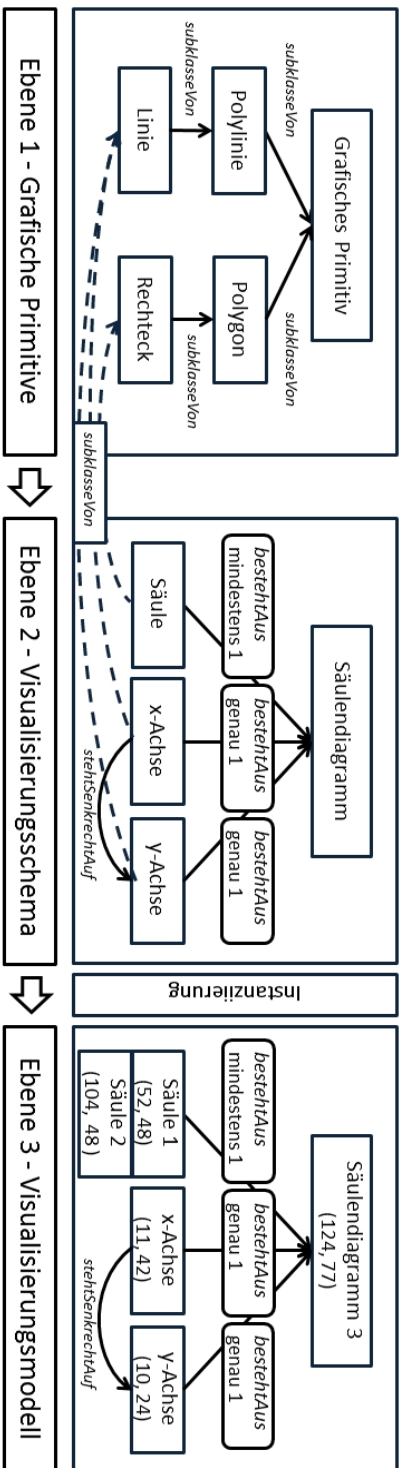 Grafisches Primitiv
subklasseVon
subklasseVon
Polylinie
Polygon
subklasseVon
subklasseVon
Linie
Rechteck
subklasseVon
Ebene 1 - Grafische Primitive
Säulendiagramm
bestehtAus
mindestens 1
bestehtAus
genau 1
bestehtAus
genau 1
Säule
x-Achse
y-Achse
stehtSenkrechtAuf
Ebene 2 - Visualisierungsschema
Instanziierung
Säulendiagramm 3
(124, 77)
bestehtAus
mindestens 1
bestehtAus
genau 1
bestehtAus
genau 1
Säule 1
(52, 48)
Säule 2
(104, 48)
x-Achse
(11, 42)
y-Achse
(10, 24)
stehtSenkrechtAuf
Ebene 3 - Visualisierungsmodell